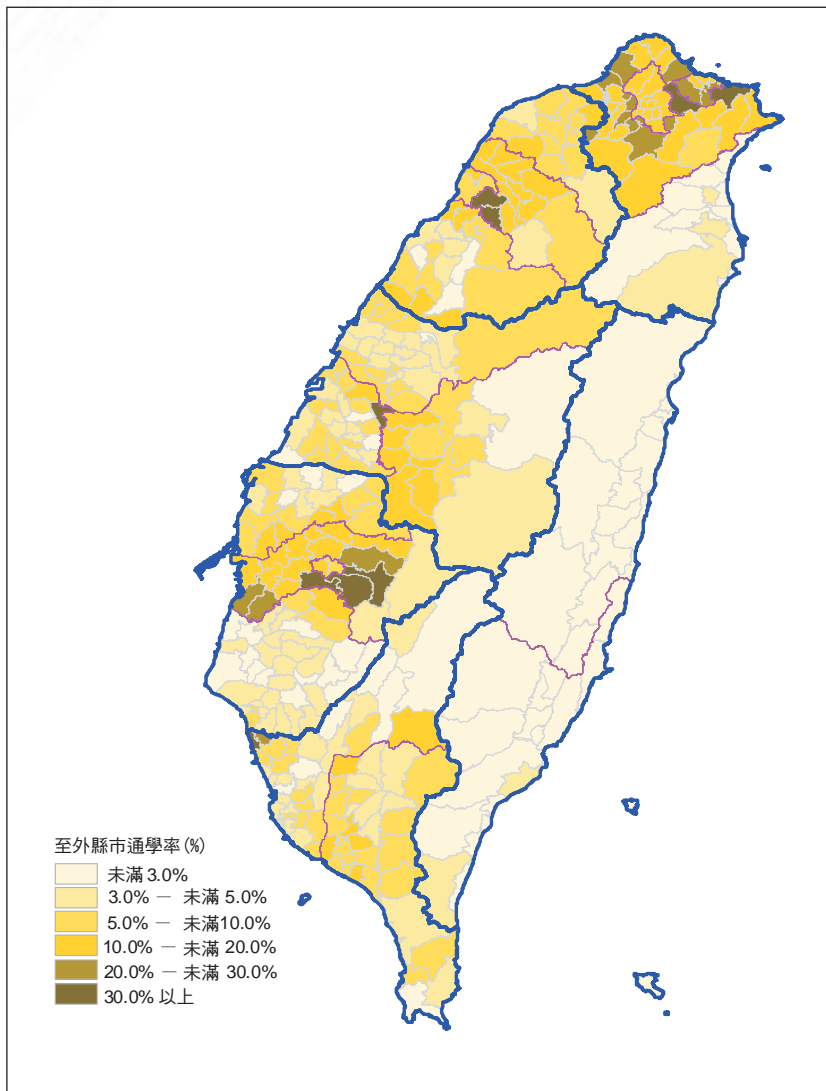 至外縣市通學率(%)
未滿3.0%
3.0% － 未滿 5.0%
5.0% － 未滿10.0%
10.0% － 未滿 20.0%
20.0% － 未滿 30.0%
30.0% 以上